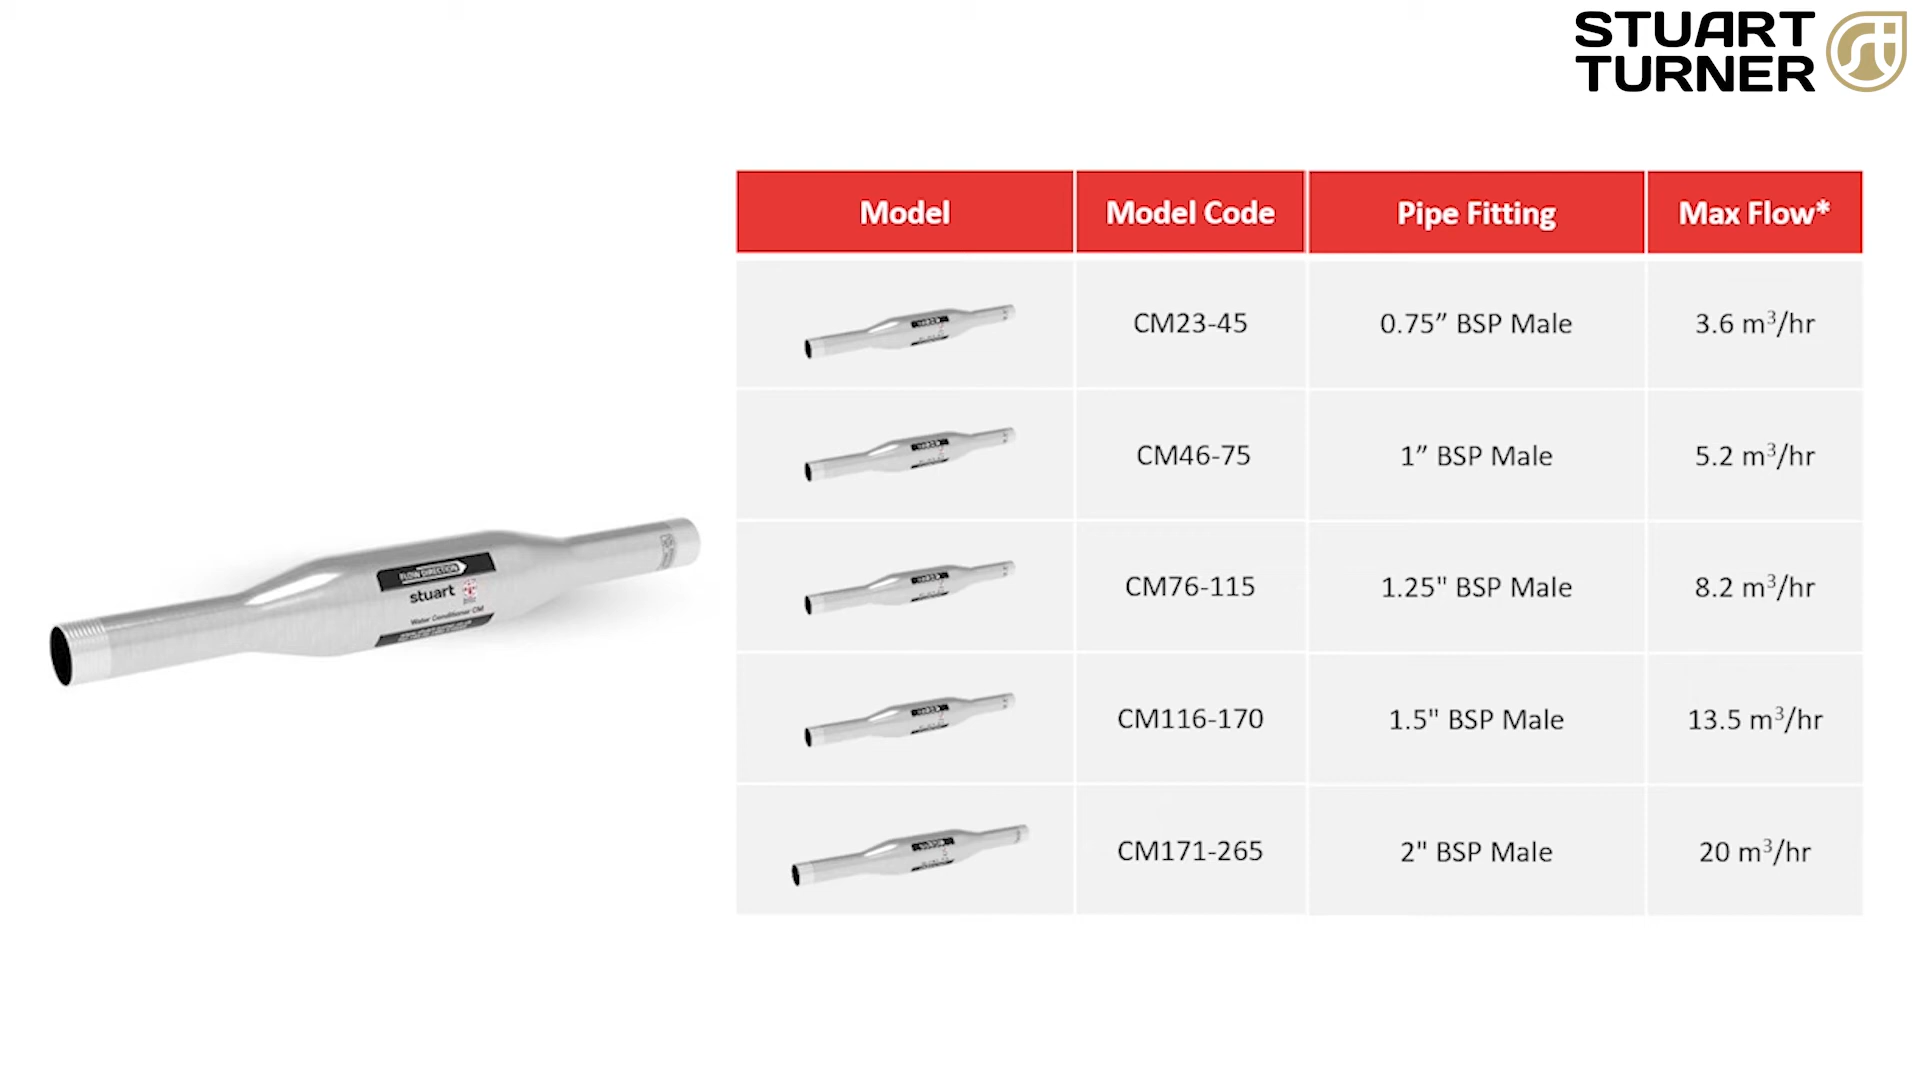 STUART
TURNER
Model Model Code Pipe Fitting Max Flow*
CM23-45 0.75” BSP Male 3.6 m³/hr
CM46-75 1” BSP Male 5.2 m³/hr
CM76-115 1.25" BSP Male 8.2 m³/hr
CM116-170 1.5" BSP Male 13.5 m³/hr
CM171-265 2" BSP Male 20 m³/hr
FLOW DIRECTION
stuart
Water Conditioner CM